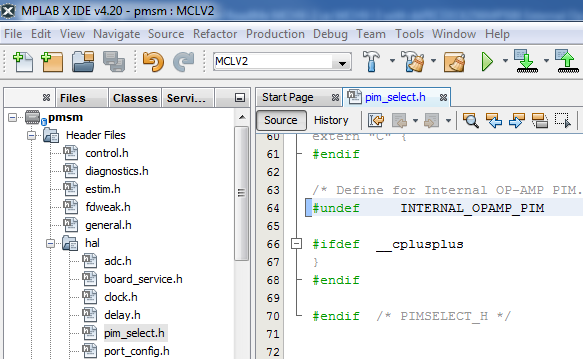 MPLAB X IDE v4.20 - pmsm : MCLV2
File Edit View Navigate Source Refactor Production Debug Team Tools Window
MCLV2
Files Classes Servi...
pmsm
Header Files
control.h
diagnostics.h
estim.h
fdweak.h
general.h
hal
adc.h
board_service.h
clock.h
delay.h
pim_select.h
port_config.h
Start Page pim_select.h
Source History
60 extern "C" {
61 #endif
62
63 /* Define for Internal OP-AMP PIM.
64 #undef INTERNAL_OPAMP_PIM
65
66 #ifdef __cplusplus
67 }
68 #endif
69
70 #endif /* PIMSELECT_H */
71
72